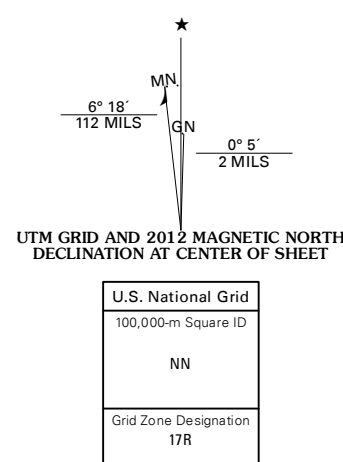 ★
MN.
6° 18´
112 MILS
GN
0° 5´
2 MILS
UTM GRID AND 2012 MAGNETIC NORTH
DECLINATION AT CENTER OF SHEET
U.S. National Grid
100,000-m Square ID
NN
Grid Zone Designation
17R